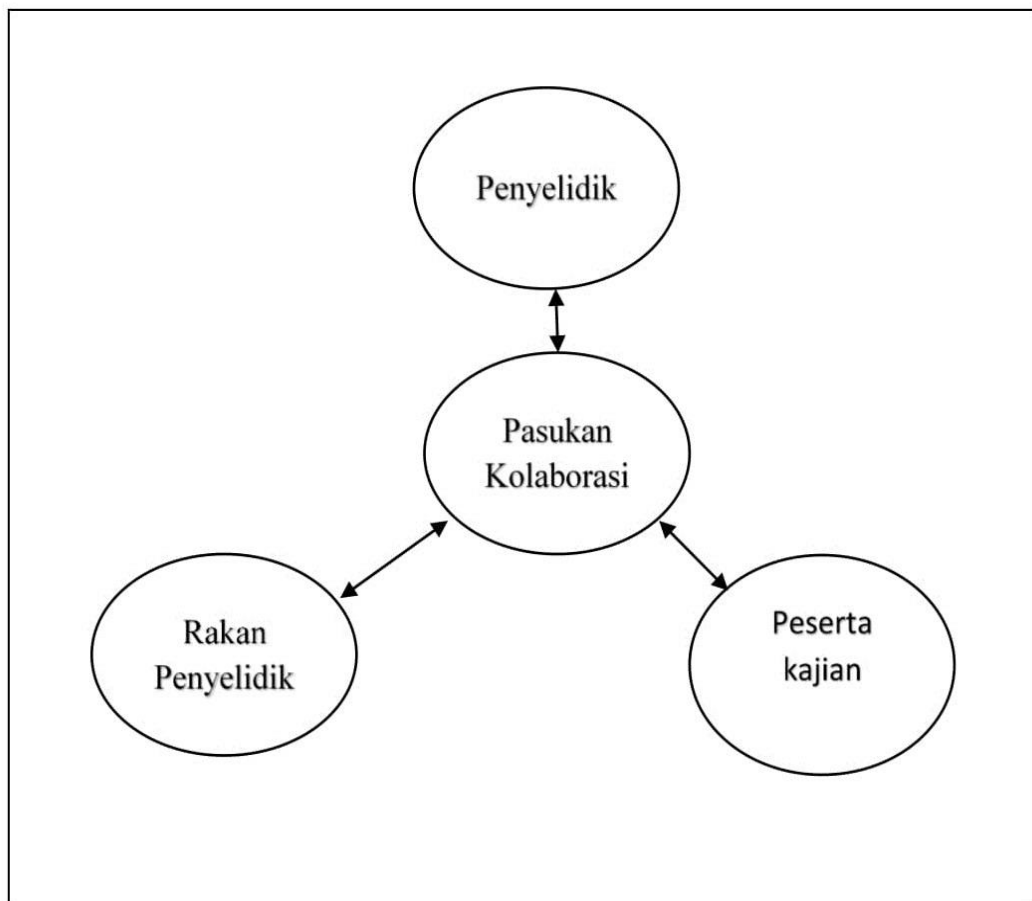 Penyelidik
Pasukan
Kolaborasi
Rakan
Penyelidik
Peserta
kajian